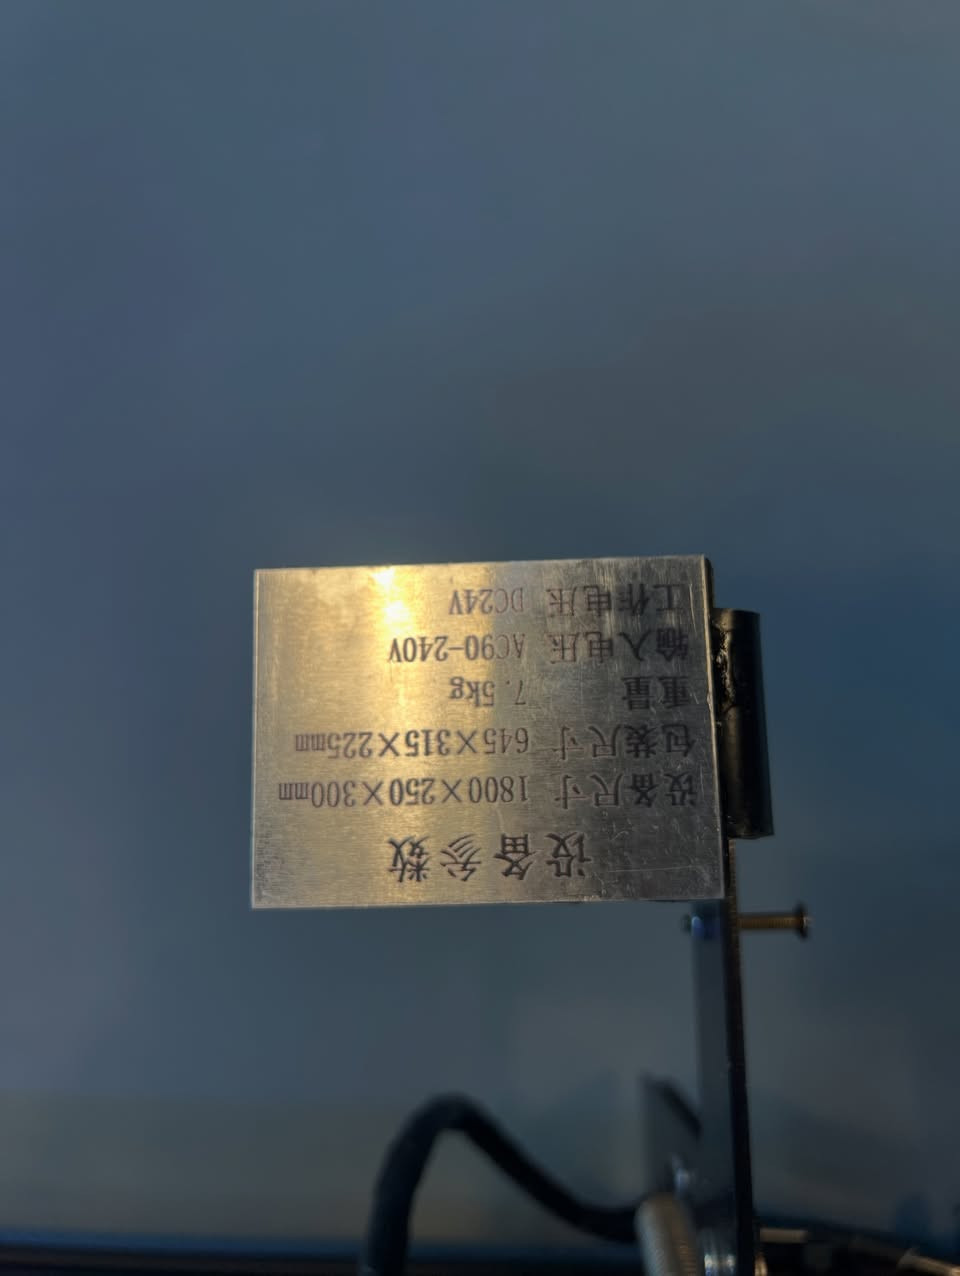 设备参数
设备尺寸 1800×250×300mm
包装尺寸 645×315×225mm
重量 7.5kg
输入电压 AC90-240V
工作电压 DC24V